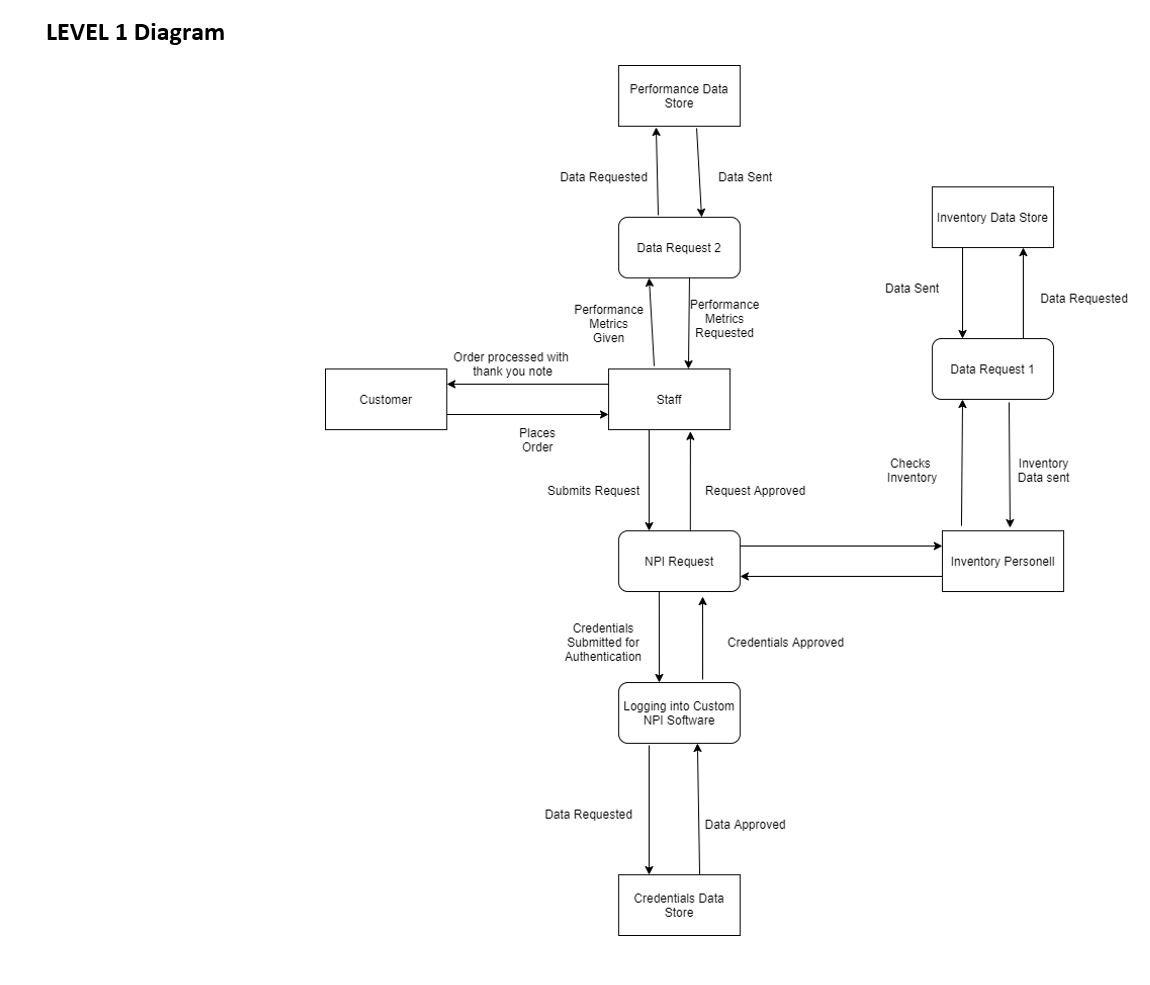 LEVEL 1 Diagram
Performance Data
Store
Data Requested
Data Sent
Inventory Data Store
Data Request 2
Data Sent
Data Requested
Performance
Metrics
Given
Performance
Metrics
Requested
Order processed with
thank you note
Data Request 1
Customer
Staff
Places
Order
Checks
Inventory
Inventory
Data sent
Submits Request
Request Approved
NPI Request
Inventory Personell
Credentials
Submitted for
Authentication
Credentials Approved
Logging into Custom
NPI Software
Data Requested
Data Approved
Credentials Data
Store